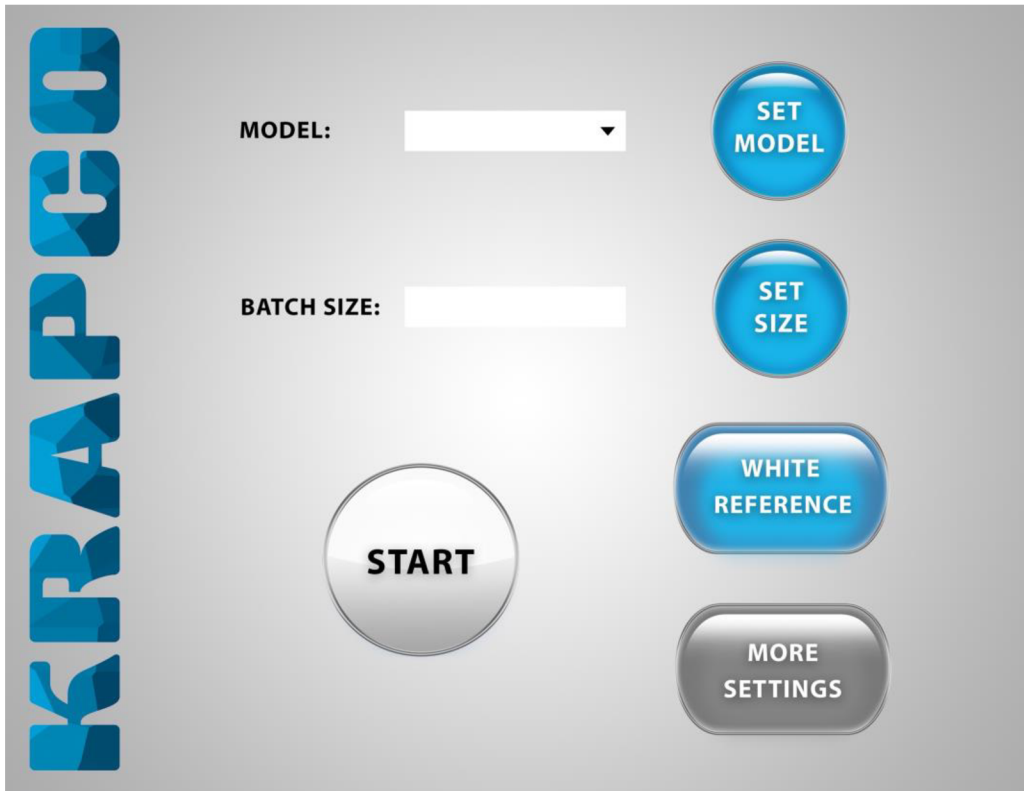 KRAPCO
MODEL:
SET
MODEL
BATCH SIZE:
SET
SIZE
WHITE
REFERENCE
START
MORE
SETTINGS